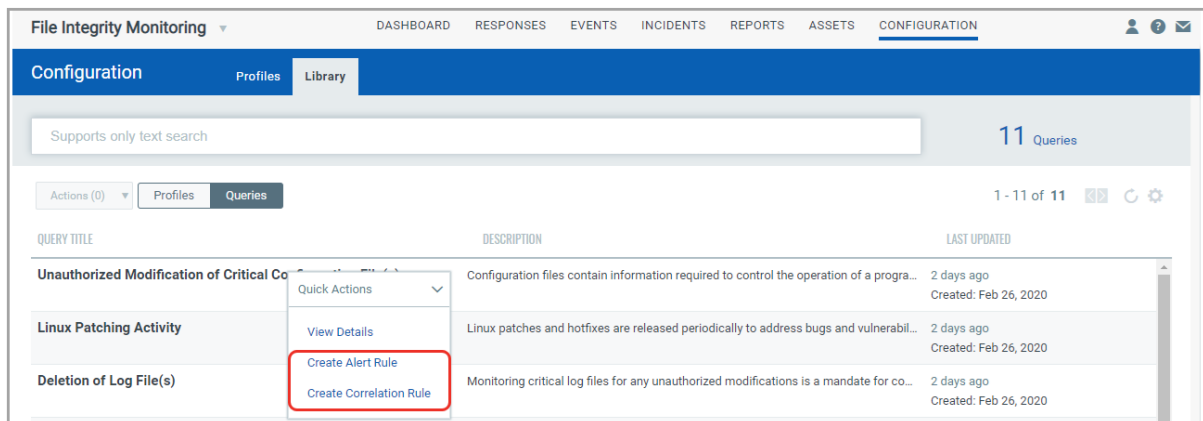 File Integrity Monitoring DASHBOARD RESPONSES EVENTS INCIDENTS REPORTS ASSETS CONFIGURATION
Configuration Profiles Library
Supports only text search 11 Queries
Actions (0) Profiles Queries 1 - 11 of 11
QUERY TITLE DESCRIPTION LAST UPDATED
Unauthorized Modification of Critical Configuration File(s) Configuration files contain information required to control the operation of a progra... 2 days ago
Created: Feb 26, 2020
Quick Actions
Linux Patching Activity View Details Linux patches and hotfixes are released periodically to address bugs and vulnerabil... 2 days ago
Created: Feb 26, 2020
Create Alert Rule
Deletion of Log File(s) Monitoring critical log files for any unauthorized modifications is a mandate for co... 2 days ago
Create Correlation Rule Created: Feb 26, 2020